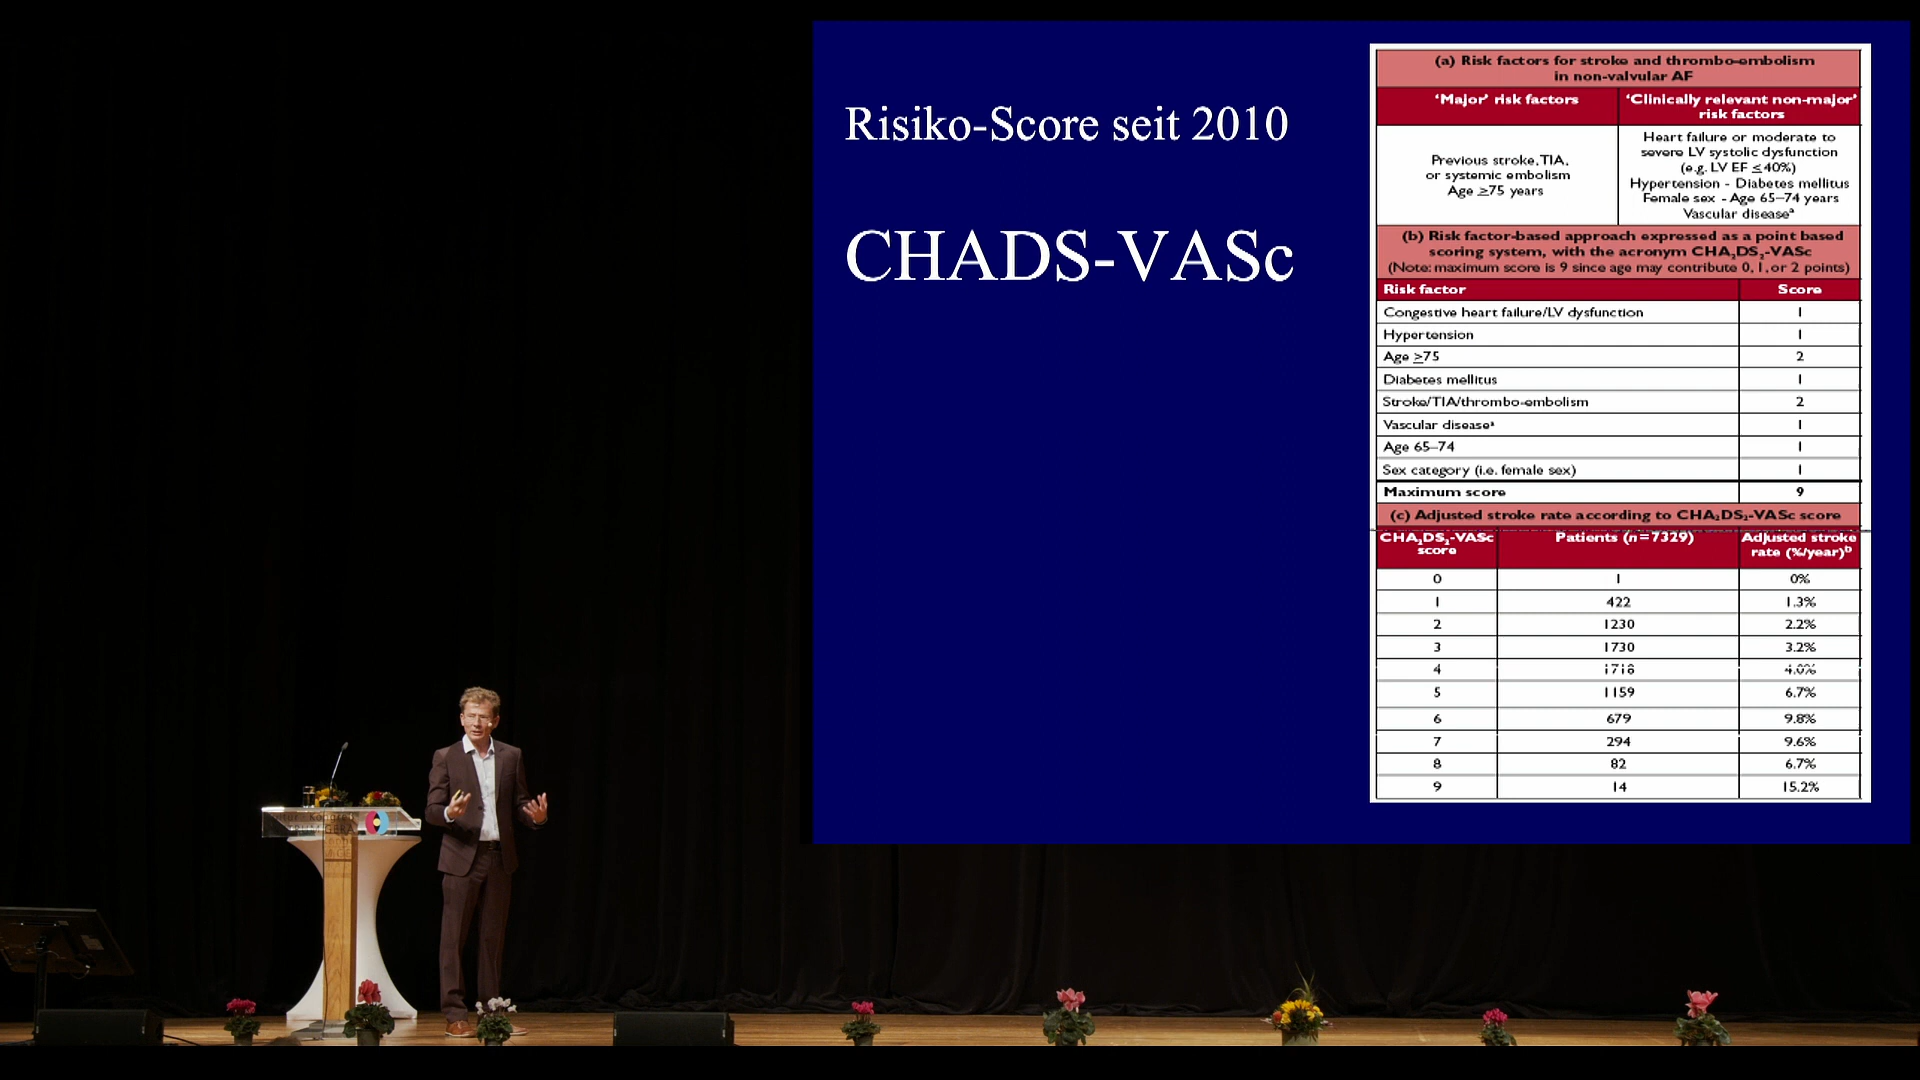 Risiko-Score seit 2010
CHADS-VASc
(a) Risk factors for stroke and thrombo-embolism
in non-valvular AF
‘Major’ risk factors
‘Clinically relevant non-major’
risk factors
Previous stroke, TIA,
or systemic embolism
Age ≥75 years
Heart failure or moderate to
severe LV systolic dysfunction
(e.g. LV EF ≤40%)
Hypertension - Diabetes mellitus
Female sex - Age 65–74 years
Vascular diseaseᵃ
(b) Risk factor-based approach expressed as a point based
scoring system, with the acronym CHA₂DS₂-VASc
(Note: maximum score is 9 since age may contribute 0, 1, or 2 points)
Risk factor Score
Congestive heart failure/LV dysfunction 1
Hypertension 1
Age ≥75 2
Diabetes mellitus 1
Stroke/TIA/thrombo-embolism 2
Vascular diseaseᵃ 1
Age 65–74 1
Sex category (i.e. female sex) 1
Maximum score 9
(c) Adjusted stroke rate according to CHA₂DS₂-VASc score
CHA₂DS₂-VASc
score
Patients (n=7329)
Adjusted stroke
rate (%/year)ᵇ
0 1 0%
1 422 1.3%
2 1230 2.2%
3 1730 3.2%
4 1718 4.0%
5 1159 6.7%
6 679 9.8%
7 294 9.6%
8 82 6.7%
9 14 15.2%